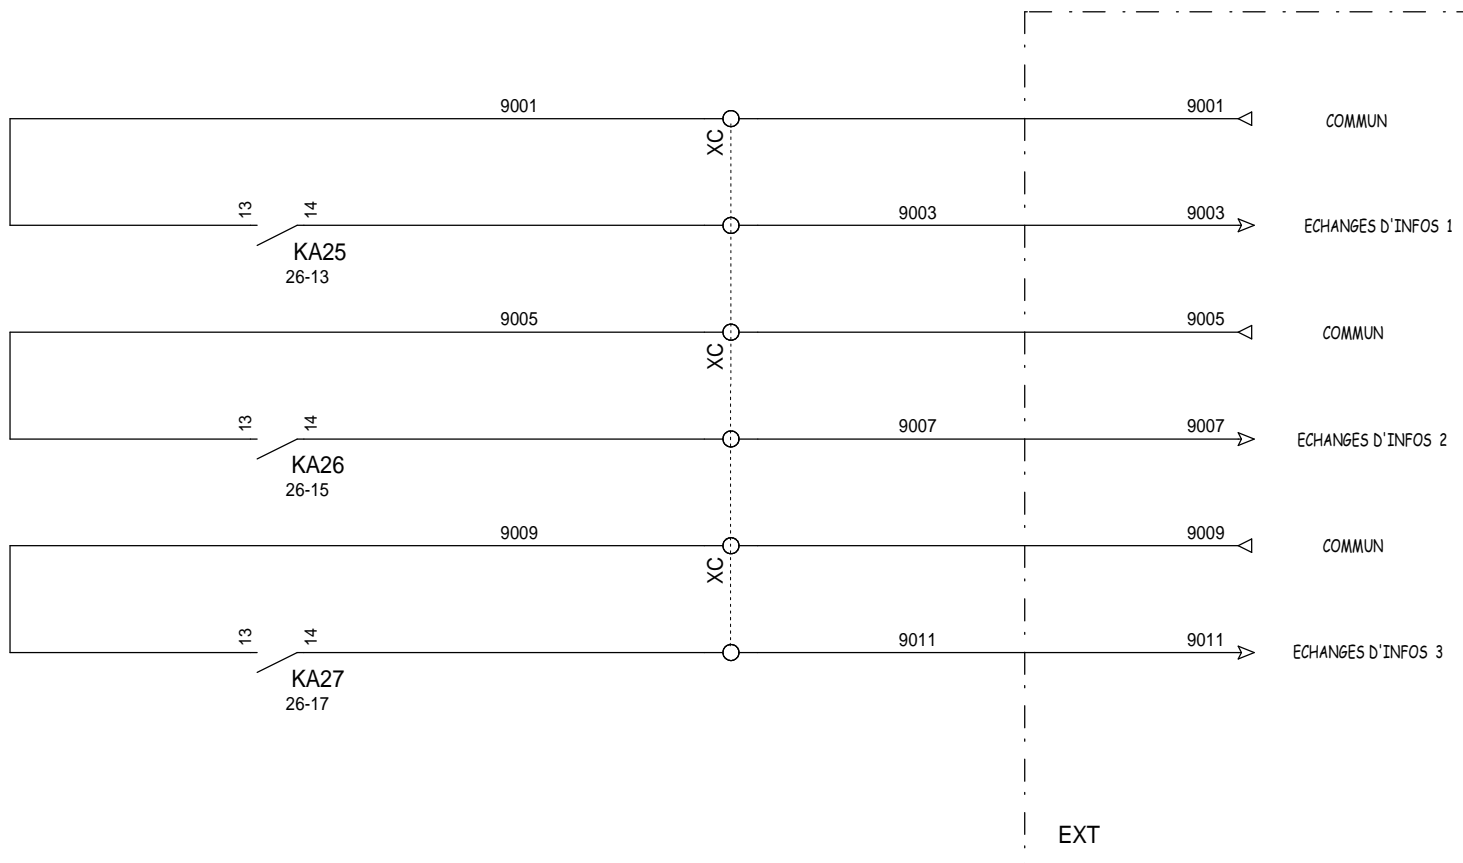 9001 9001 COMMUN
XC
13 14 9003 9003 ECHANGES D'INFOS 1
KA25
26-13
9005 9005 COMMUN
XC
13 14 9007 9007 ECHANGES D'INFOS 2
KA26
26-15
9009 9009 COMMUN
XC
13 14 9011 9011 ECHANGES D'INFOS 3
KA27
26-17
EXT